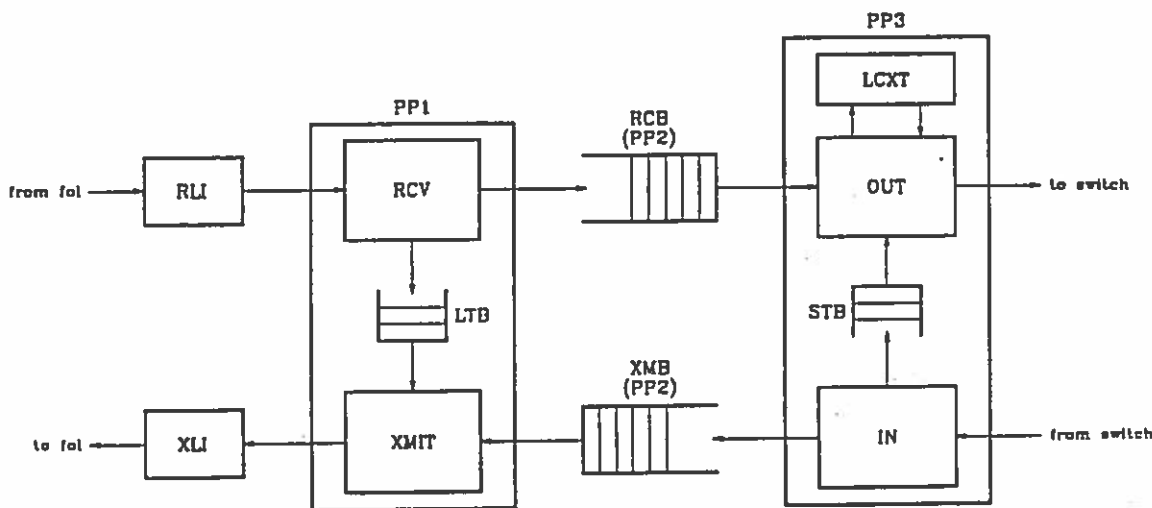 PP3
LCXT
PP1
RCB
(PP2)
from fol
RLI
RCV
OUT
to switch
LTB
STB
XMB
(PP2)
to fol
XLI
XMIT
IN
from switch